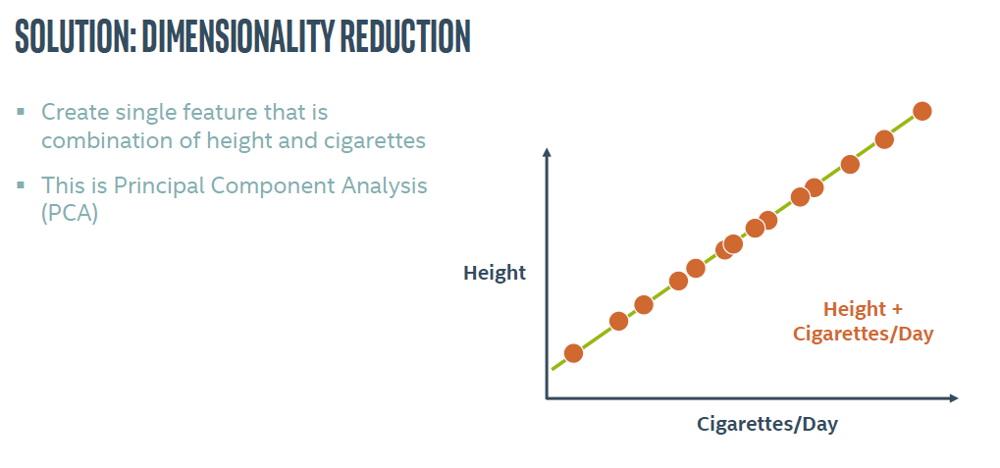 SOLUTION: DIMENSIONALITY REDUCTION
▪ Create single feature that is
combination of height and cigarettes
▪ This is Principal Component Analysis
(PCA)
Height
Height +
Cigarettes/Day
Cigarettes/Day